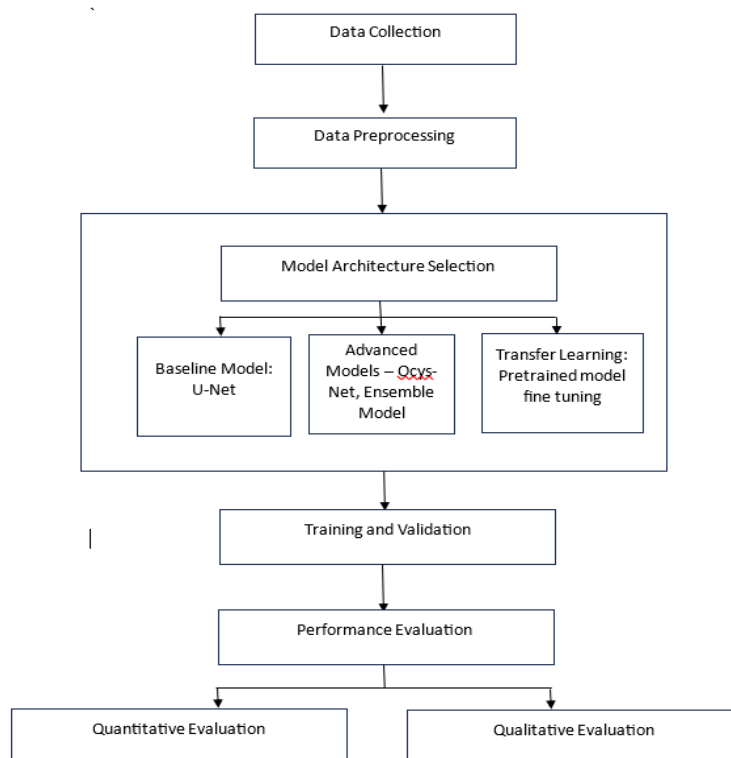 Data Collection
Data Preprocessing
Model Architecture Selection
Baseline Model:
U-Net
Advanced
Models – Ocys-
Net, Ensemble
Model
Transfer Learning:
Pretrained model
fine tuning
Training and Validation
Performance Evaluation
Quantitative Evaluation
Qualitative Evaluation